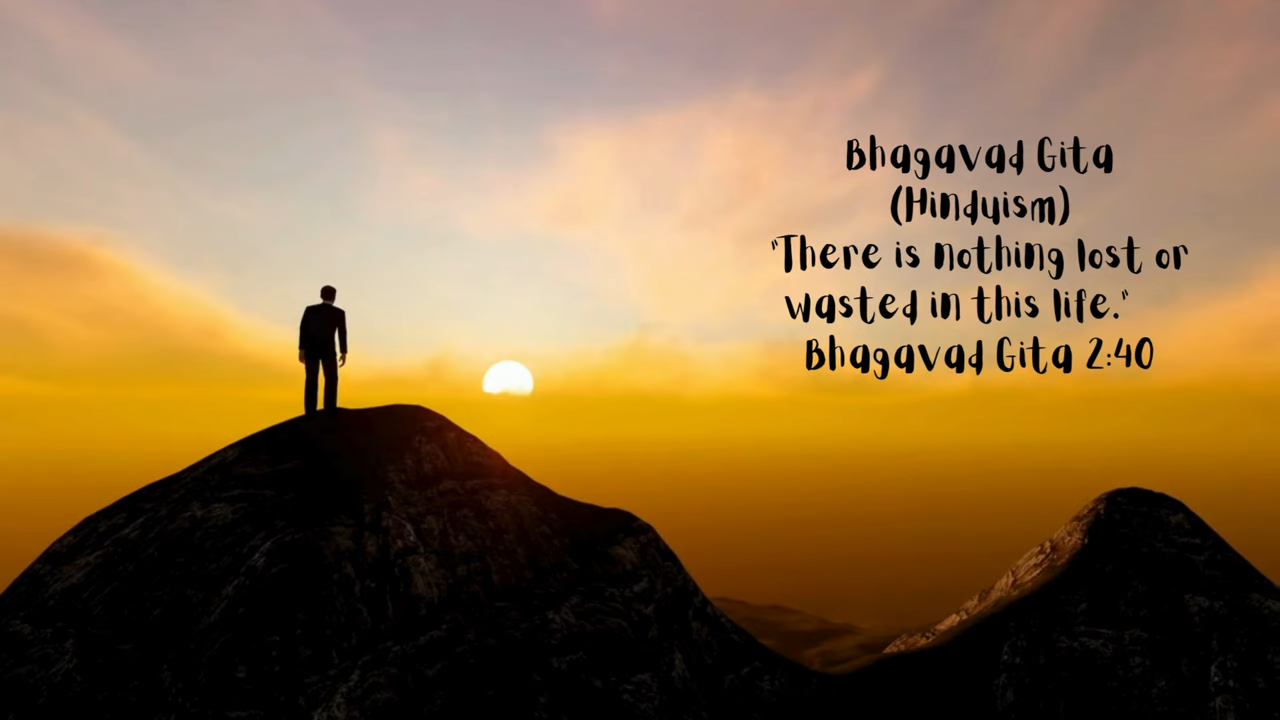 Bhagavad Gita
(Hinduism)
"There is nothing lost or
wasted in this life."
Bhagavad Gita 2:40